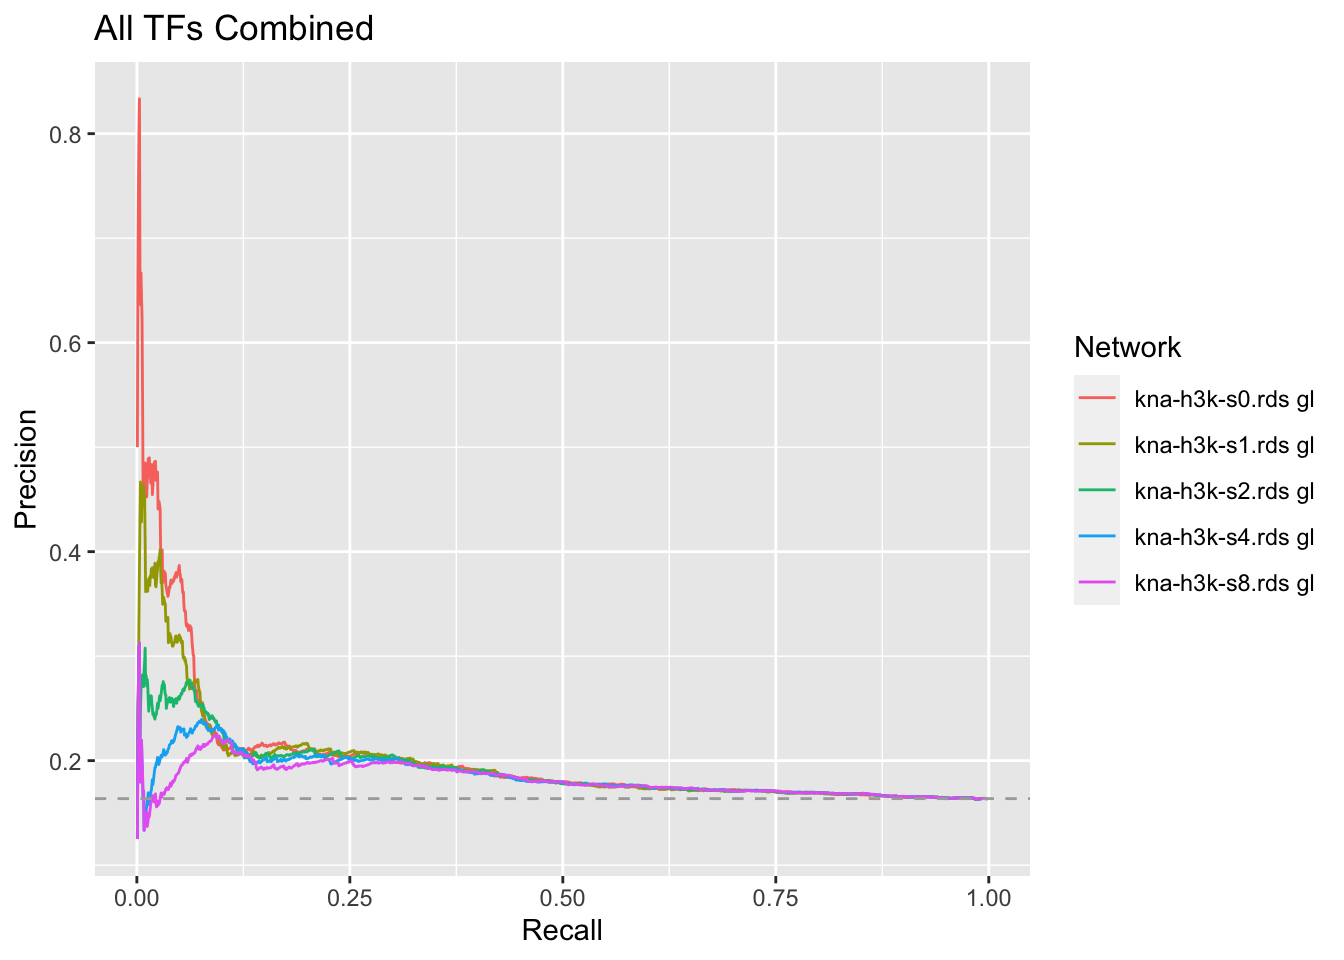 All TFs Combined
0.8
0.6
0.4
0.2
Precision
0.00
0.25
0.50
0.75
1.00
Recall
Network
kna-h3k-s0.rds gl
kna-h3k-s1.rds gl
kna-h3k-s2.rds gl
kna-h3k-s4.rds gl
kna-h3k-s8.rds gl